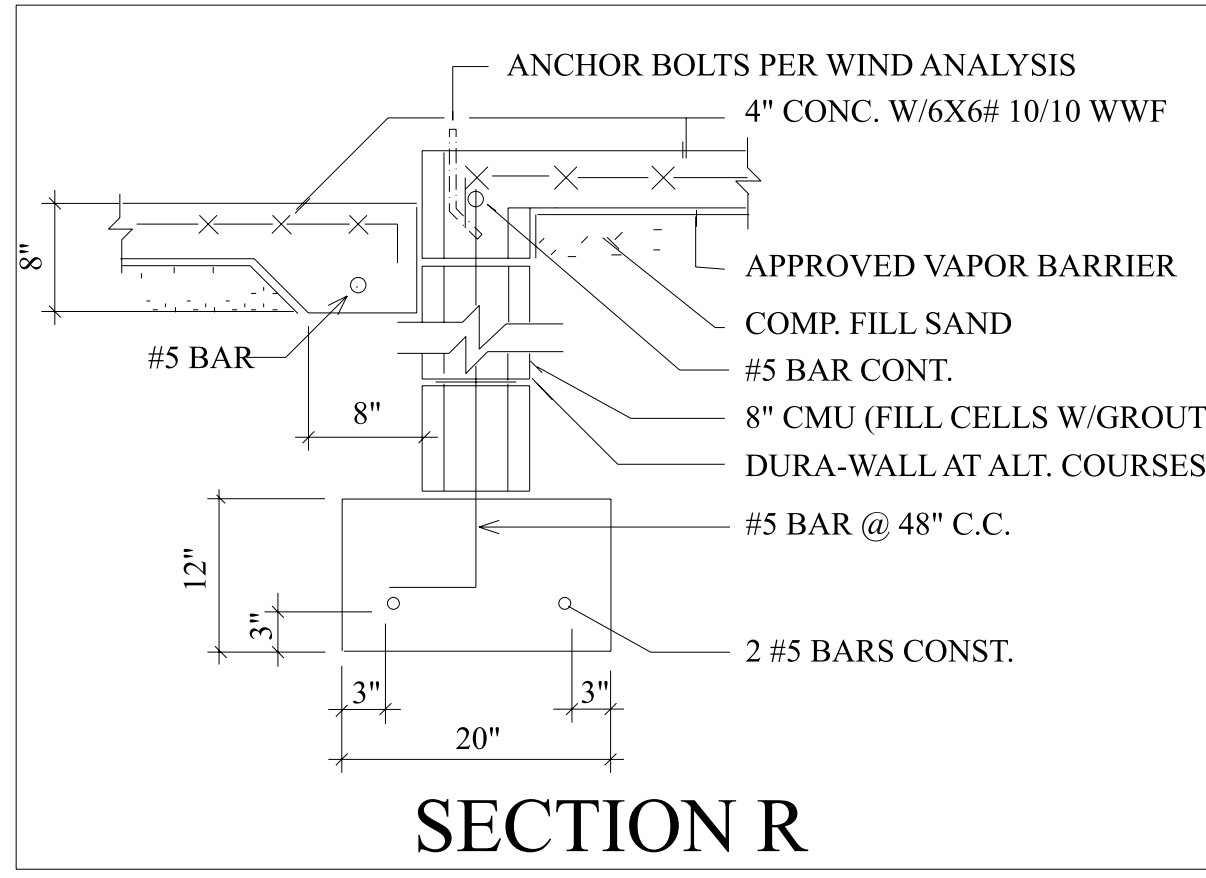 ANCHOR BOLTS PER WIND ANALYSIS
4" CONC. W/6X6# 10/10 WWF
8"
APPROVED VAPOR BARRIER
COMP. FILL SAND
#5 BAR
#5 BAR CONT.
8"
8" CMU (FILL CELLS W/GROUT
DURA-WALL AT ALT. COURSES
#5 BAR @ 48" C.C.
12"
3"
2 #5 BARS CONST.
3"
3"
20"
SECTION R